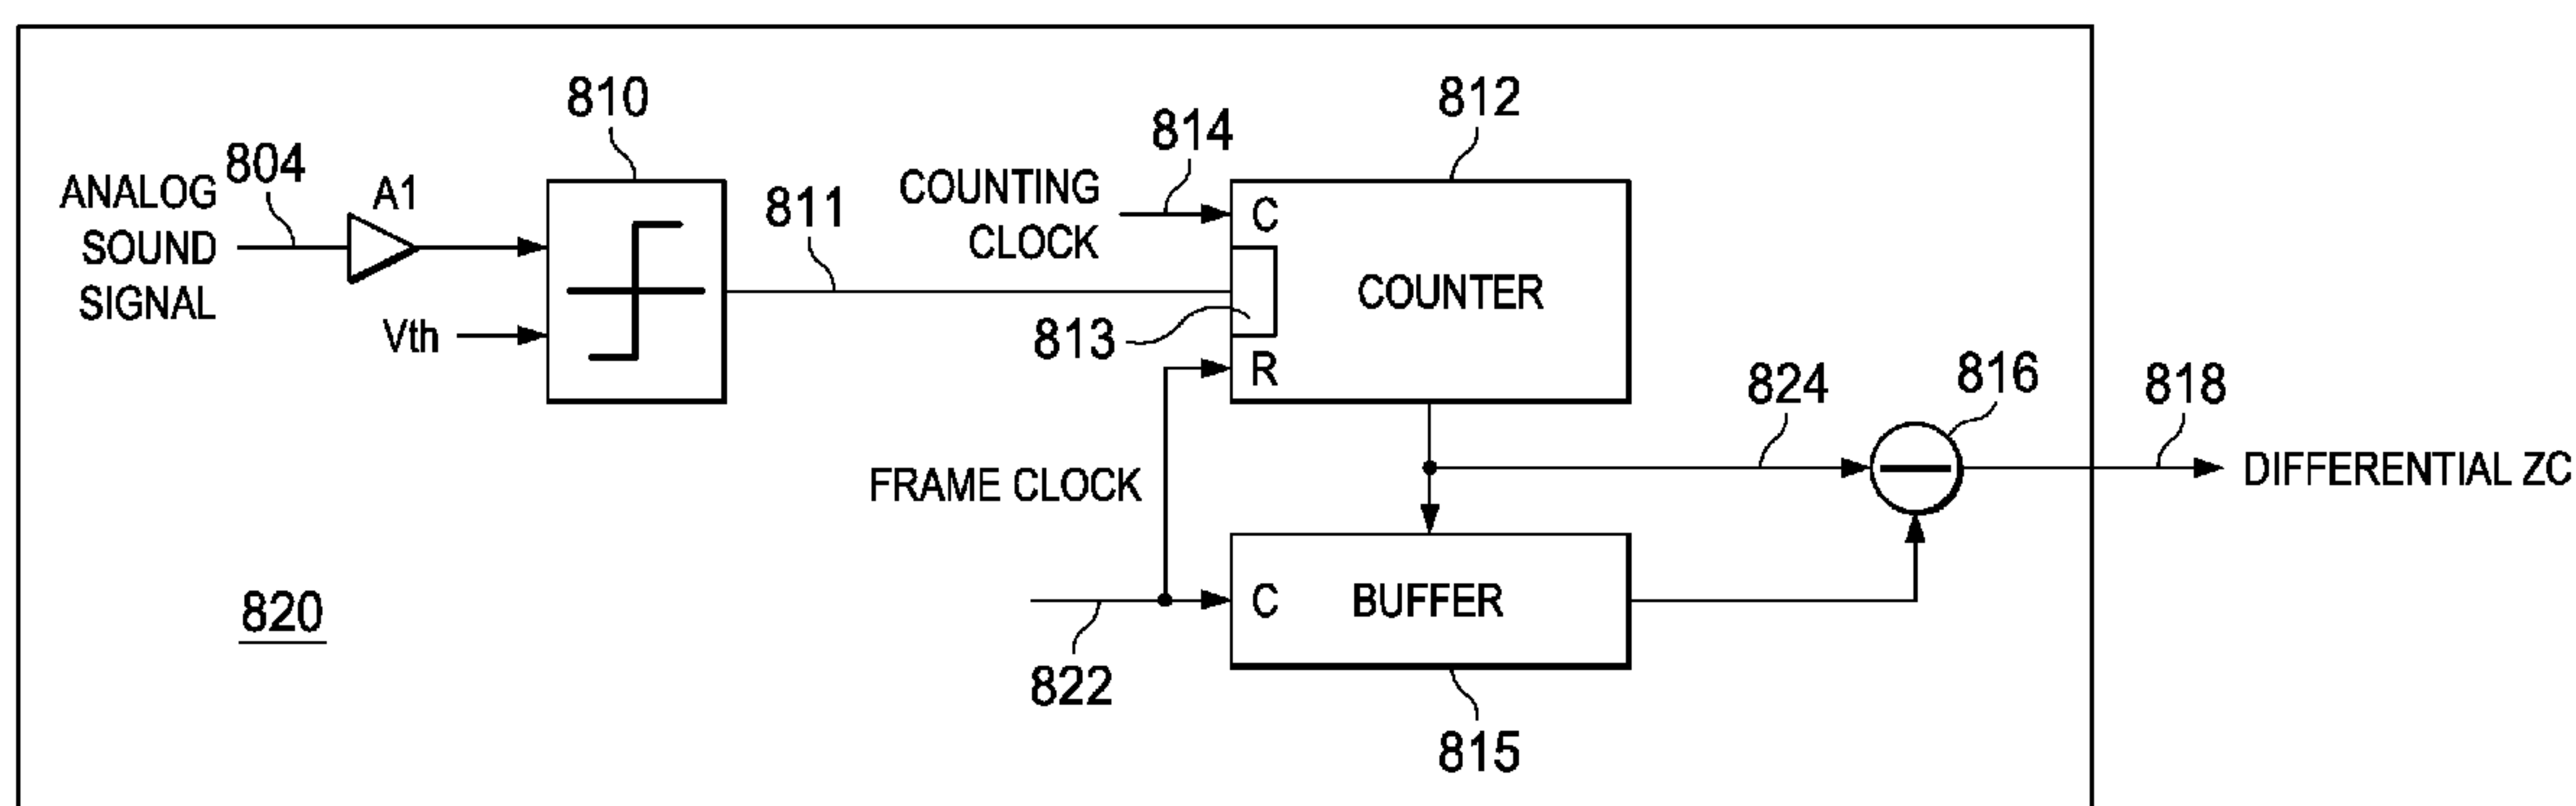 810
812
814
804
ANALOG
SOUND
SIGNAL
A1
811
COUNTING
CLOCK
C
COUNTER
Vth
813
R
824
816
818
FRAME CLOCK
DIFFERENTIAL ZC
820
C
BUFFER
822
815